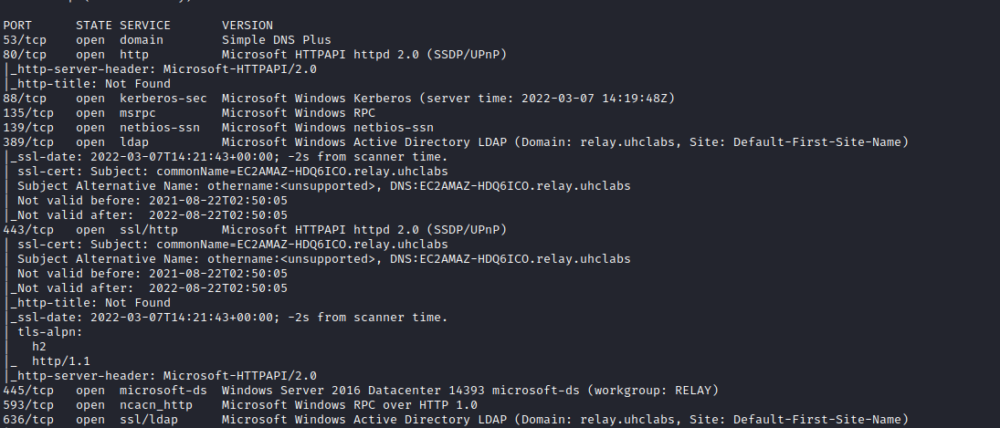 PORT      STATE SERVICE       VERSION
53/tcp    open  domain        Simple DNS Plus
80/tcp    open  http          Microsoft HTTPAPI httpd 2.0 (SSDP/UPnP)
|_http-server-header: Microsoft-HTTPAPI/2.0
|_http-title: Not Found
88/tcp    open  kerberos-sec  Microsoft Windows Kerberos (server time: 2022-03-07 14:19:48Z)
135/tcp   open  msrpc         Microsoft Windows RPC
139/tcp   open  netbios-ssn   Microsoft Windows netbios-ssn
389/tcp   open  ldap          Microsoft Windows Active Directory LDAP (Domain: relay.uhclabs, Site: Default-First-Site-Name)
|_ssl-date: 2022-03-07T14:21:43+00:00; -2s from scanner time.
| ssl-cert: Subject: commonName=EC2AMAZ-HDQ6ICO.relay.uhclabs
| Subject Alternative Name: othername:<unsupported>, DNS:EC2AMAZ-HDQ6ICO.relay.uhclabs
| Not valid before: 2021-08-22T02:50:05
|_Not valid after:  2022-08-22T02:50:05
443/tcp   open  ssl/http      Microsoft HTTPAPI httpd 2.0 (SSDP/UPnP)
| ssl-cert: Subject: commonName=EC2AMAZ-HDQ6ICO.relay.uhclabs
| Subject Alternative Name: othername:<unsupported>, DNS:EC2AMAZ-HDQ6ICO.relay.uhclabs
| Not valid before: 2021-08-22T02:50:05
|_Not valid after:  2022-08-22T02:50:05
|_http-title: Not Found
|_ssl-date: 2022-03-07T14:21:43+00:00; -2s from scanner time.
| tls-alpn:
|   h2
|_  http/1.1
|_http-server-header: Microsoft-HTTPAPI/2.0
445/tcp   open  microsoft-ds  Windows Server 2016 Datacenter 14393 microsoft-ds (workgroup: RELAY)
593/tcp   open  ncacn_http    Microsoft Windows RPC over HTTP 1.0
636/tcp   open  ssl/ldap      Microsoft Windows Active Directory LDAP (Domain: relay.uhclabs, Site: Default-First-Site-Name)